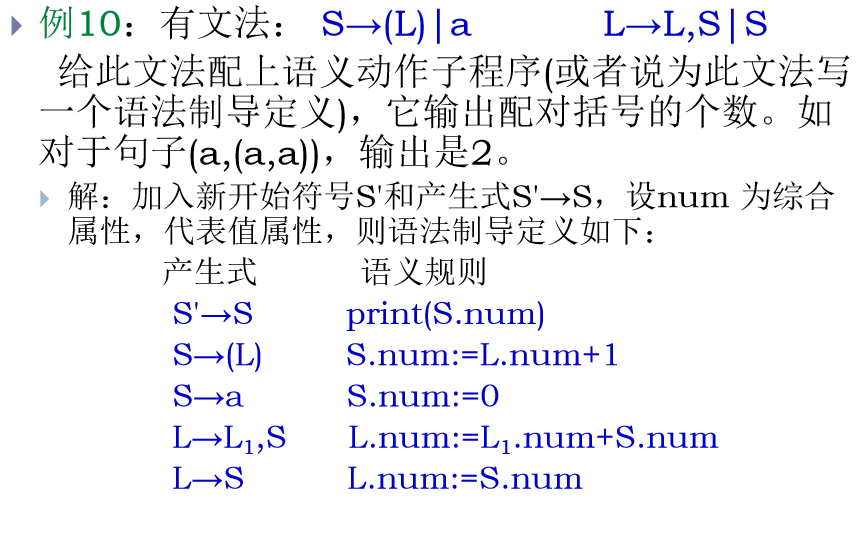 例10：有文法： S→(L)|a L→L,S|S
给此文法配上语义动作子程序(或者说为此文法写
一个语法制导定义)，它输出配对括号的个数。如
对于句子(a,(a,a))，输出是2。
解：加入新开始符号S'和产生式S'→S，设num 为综合
属性，代表值属性，则语法制导定义如下：
产生式 语义规则
S'→S print(S.num)
S→(L) S.num:=L.num+1
S→a S.num:=0
L→L1,S L.num:=L1.num+S.num
L→S L.num:=S.num